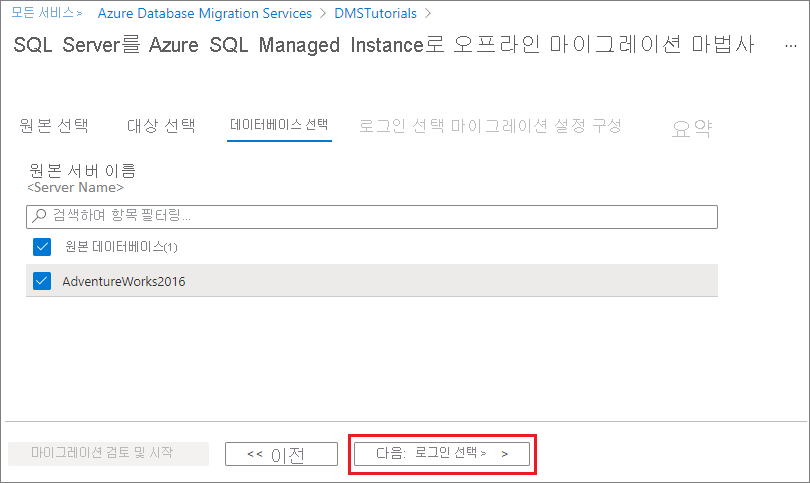 모든 서비스 > Azure Database Migration Services > DMSTutorials >
SQL Server를 Azure SQL Managed Instance로 오프라인 마이그레이션 마법사 ...
원본 선택 대상 선택 데이터베이스 선택 로그인 선택 마이그레이션 설정 구성 요약
원본 서버 이름
<Server Name>
검색하여 항목 필터링...
원본 데이터베이스(1)
AdventureWorks2016
마이그레이션 검토 및 시작 << 이전 다음: 로그인 선택 > >